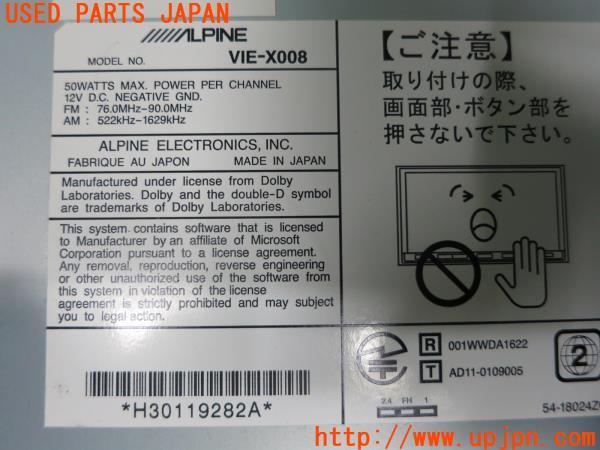 USED PARTS JAPAN
ALPINE
MODEL NO. VIE-X008
50WATTS MAX. POWER PER CHANNEL
12V D.C. NEGATIVE GND.
FM : 76.0MHz-90.0MHz
AM : 522kHz-1629kHz
ALPINE ELECTRONICS, INC.
FABRIQUE AU JAPON MADE IN JAPAN
Manufactured under license from Dolby
Laboratories. Dolby and the double-D symbol
are trademarks of Dolby Laboratories.
This system contains software that is licensed
to Manufacturer by an affiliate of Microsoft
Corporation pursuant to a license agreement.
Any removal, reproduction, reverse engineering
or other unauthorized use of the software from
this system in violation of the license
agreement is strictly prohibited and may subject
you to legal action.
*H30119282A*
【ご注意】
取り付けの際、
画面部・ボタン部を
押さないで下さい。
R 001WWDA1622
T AD11-0109005
2
2.4 FH 1
54-18024Z
http://www.upjpn.com